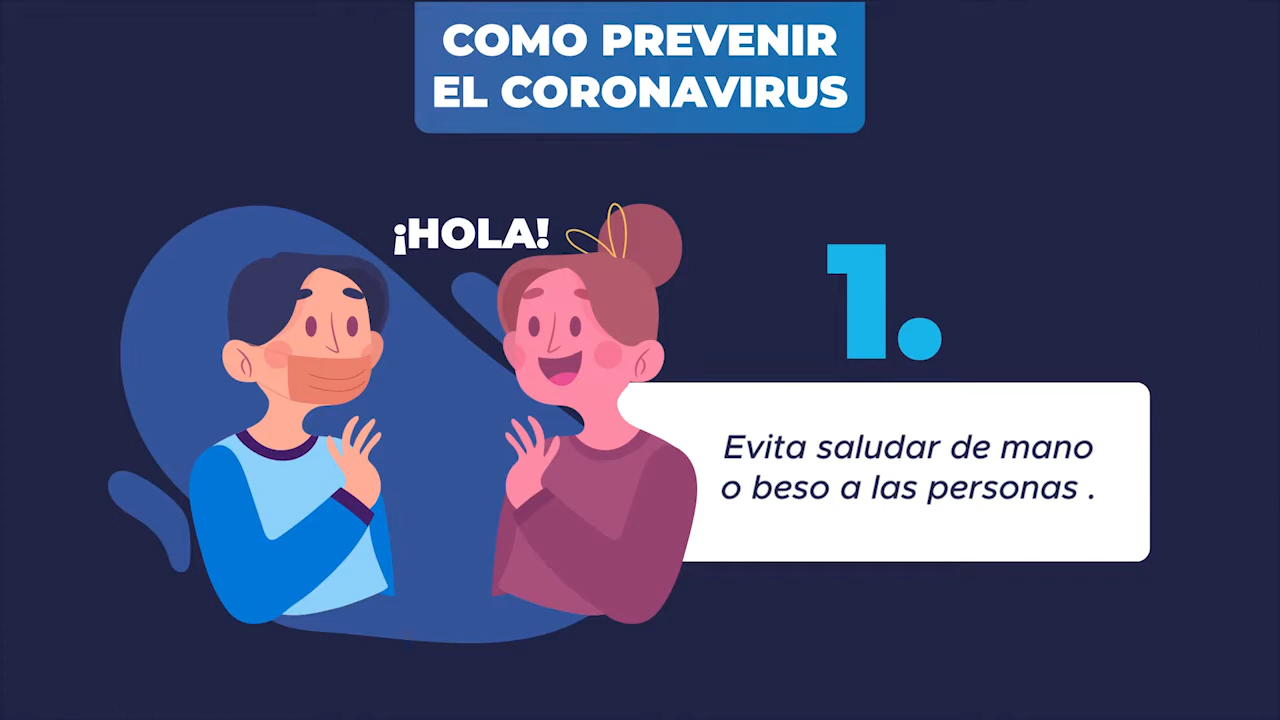 COMO PREVENIR
EL CORONAVIRUS
¡HOLA!
1.
Evita saludar de mano
o beso a las personas .